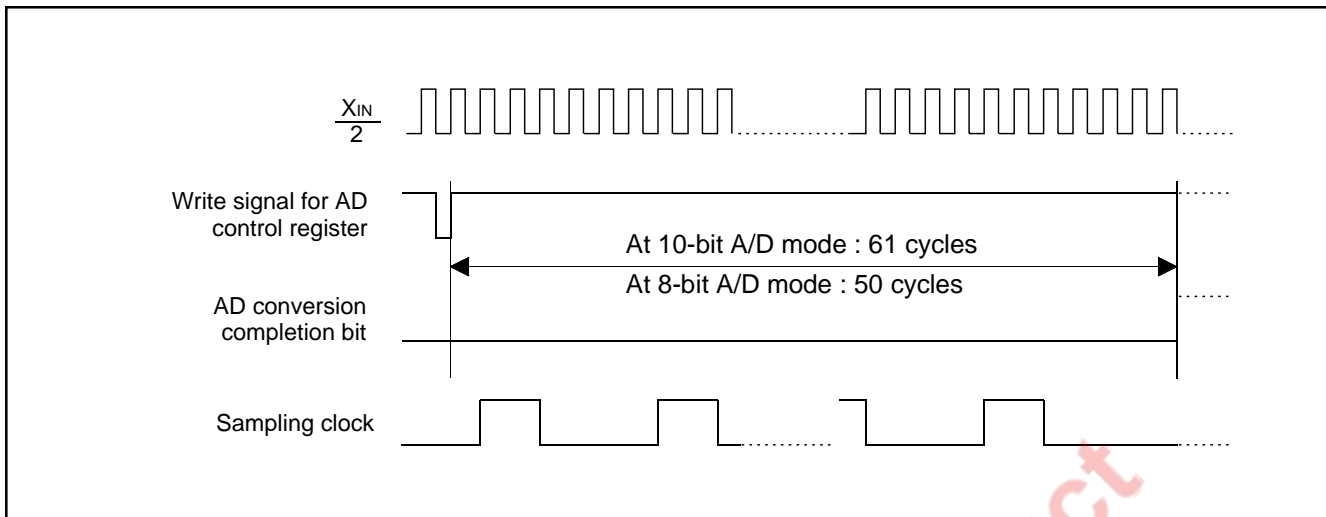 XIN
2
Write signal for AD
control register
At 10-bit A/D mode : 61 cycles
At 8-bit A/D mode : 50 cycles
AD conversion
completion bit
Sampling clock
ct